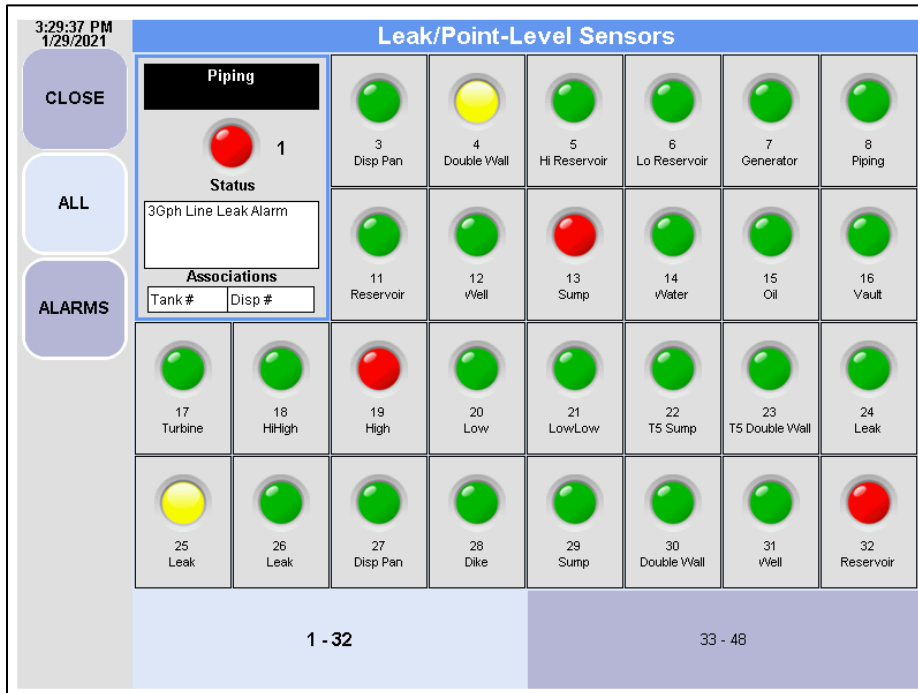 3:29:37 PM
1/29/2021
Leak/Point-Level Sensors
CLOSE
ALL
ALARMS
Piping
1
Status
3Gph Line Leak Alarm
Associations
Tank #
Disp #
3
Disp Pan
4
Double Wall
5
Hi Reservoir
6
Lo Reservoir
7
Generator
8
Piping
11
Reservoir
12
Well
13
Sump
14
Water
15
Oil
16
Vault
17
Turbine
18
HiHigh
19
High
20
Low
21
LowLow
22
T5 Sump
23
T5 Double Wall
24
Leak
25
Leak
26
Leak
27
Disp Pan
28
Dike
29
Sump
30
Double Wall
31
Well
32
Reservoir
1 - 32
33 - 48